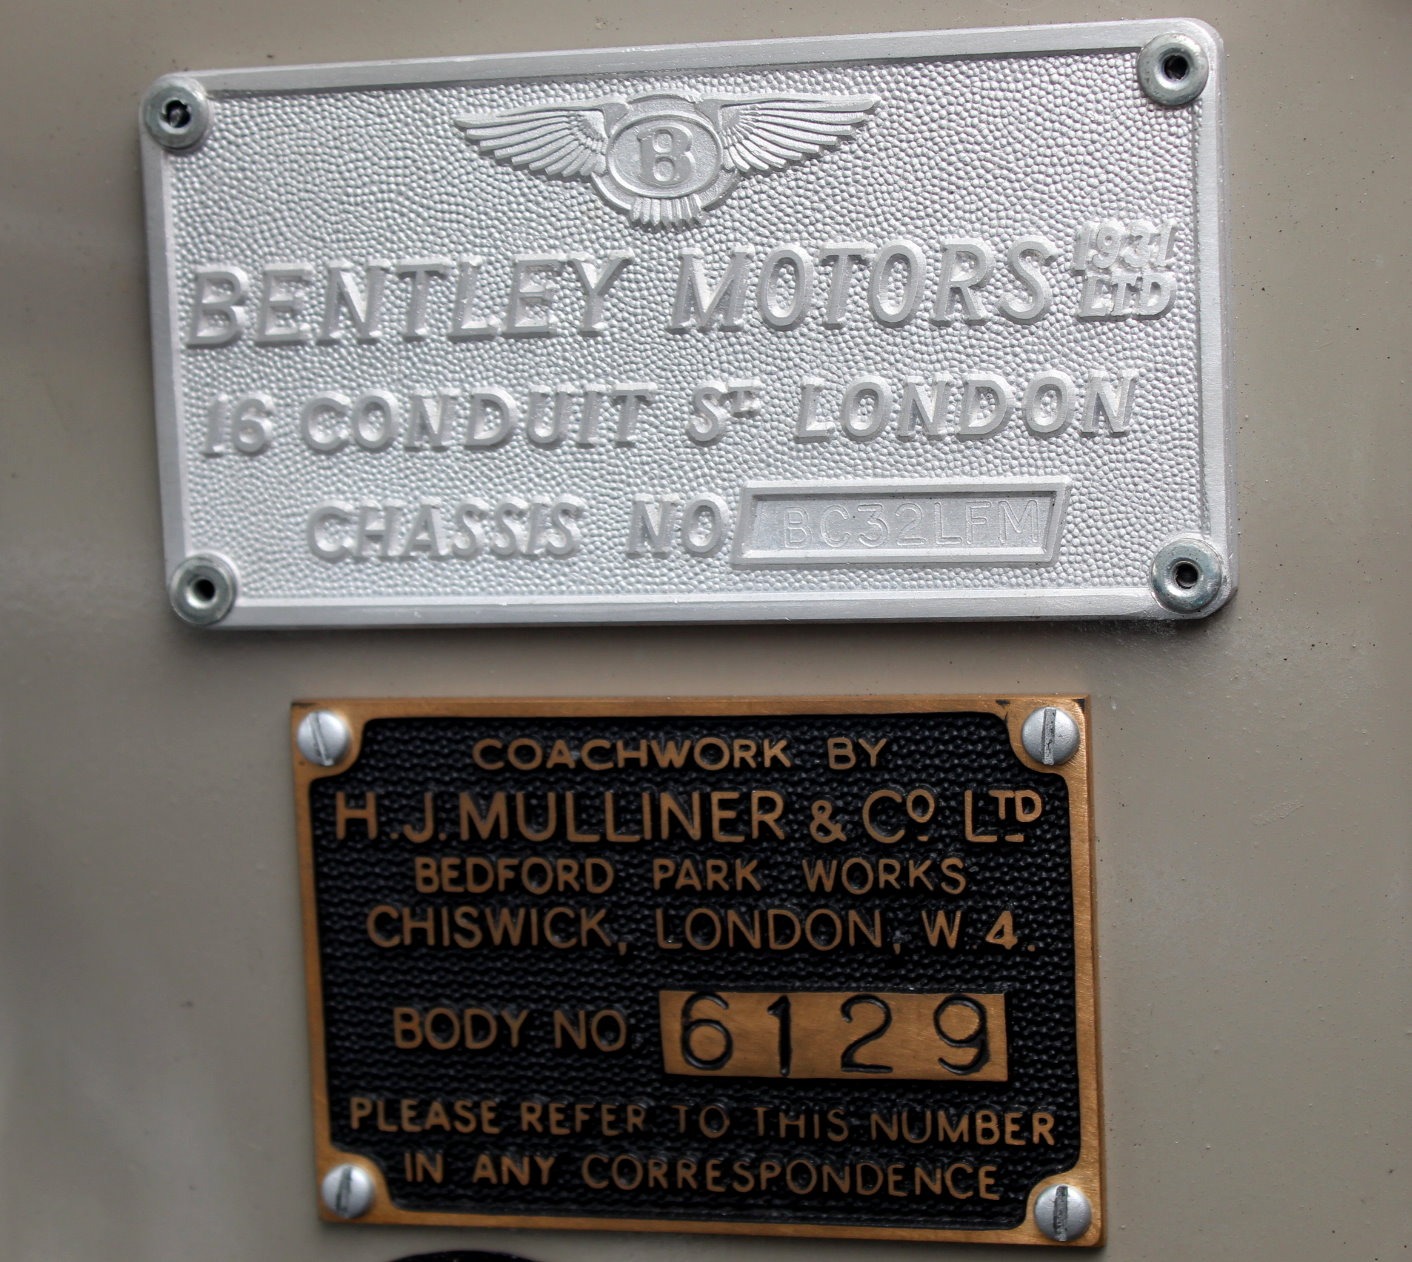 B
BENTLEY MOTORS 1931 LTD
16 CONDUIT ST. LONDON
CHASSIS NO BC32LFM
COACHWORK BY
H.J. MULLINER & CO LTD
BEDFORD PARK WORKS
CHISWICK, LONDON, W.4.
BODY NO 6129
PLEASE REFER TO THIS NUMBER
IN ANY CORRESPONDENCE